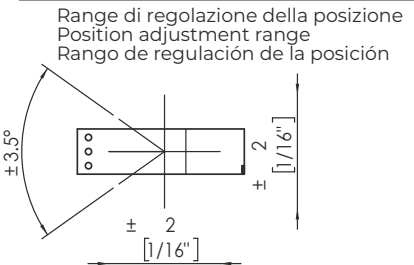 Range di regolazione della posizione
Position adjustment range
Rango de regulación de la posición
±3.5°
± 2
[1/16"]
± 2
[1/16"]